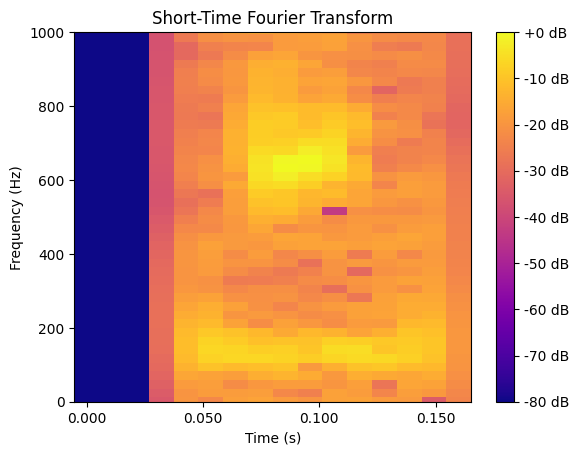 Short-Time Fourier Transform
1000
800
600
400
200
0
Frequency (Hz)
0.000
0.050
0.100
0.150
Time (s)
+0 dB
-10 dB
-20 dB
-30 dB
-40 dB
-50 dB
-60 dB
-70 dB
-80 dB